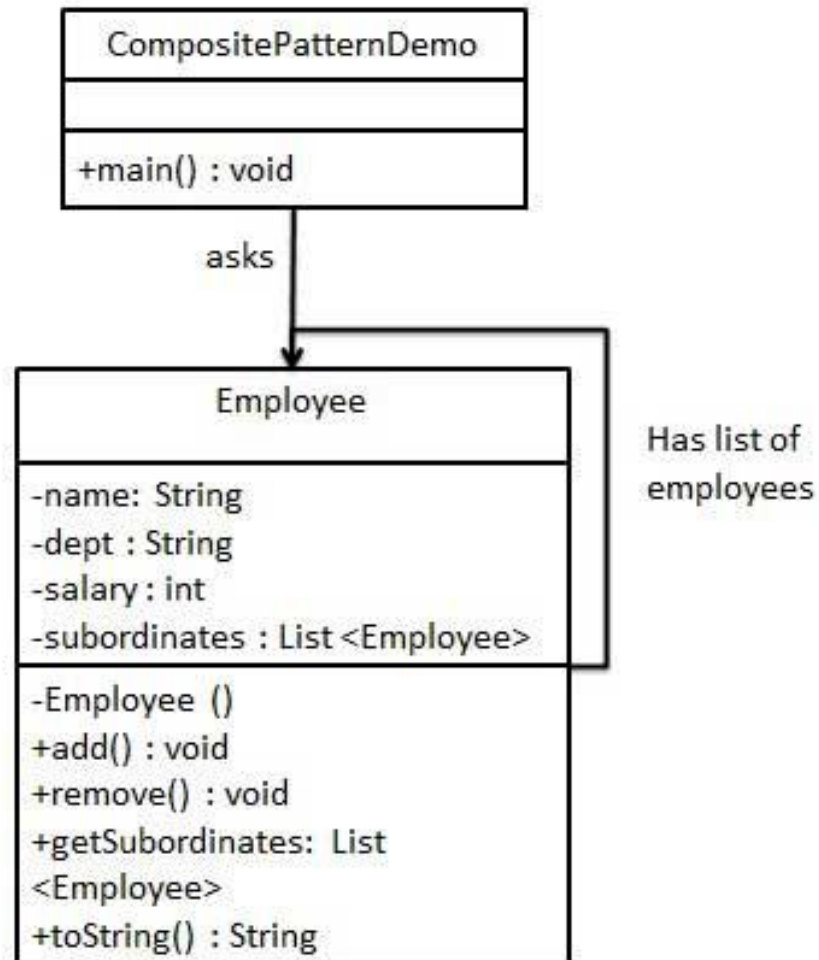 CompositePatternDemo
+main() : void
asks
Employee
Has list of
employees
-name: String
-dept : String
-salary : int
-subordinates : List <Employee>
-Employee ()
+add() : void
+remove() : void
+getSubordinates: List
<Employee>
+toString() : String